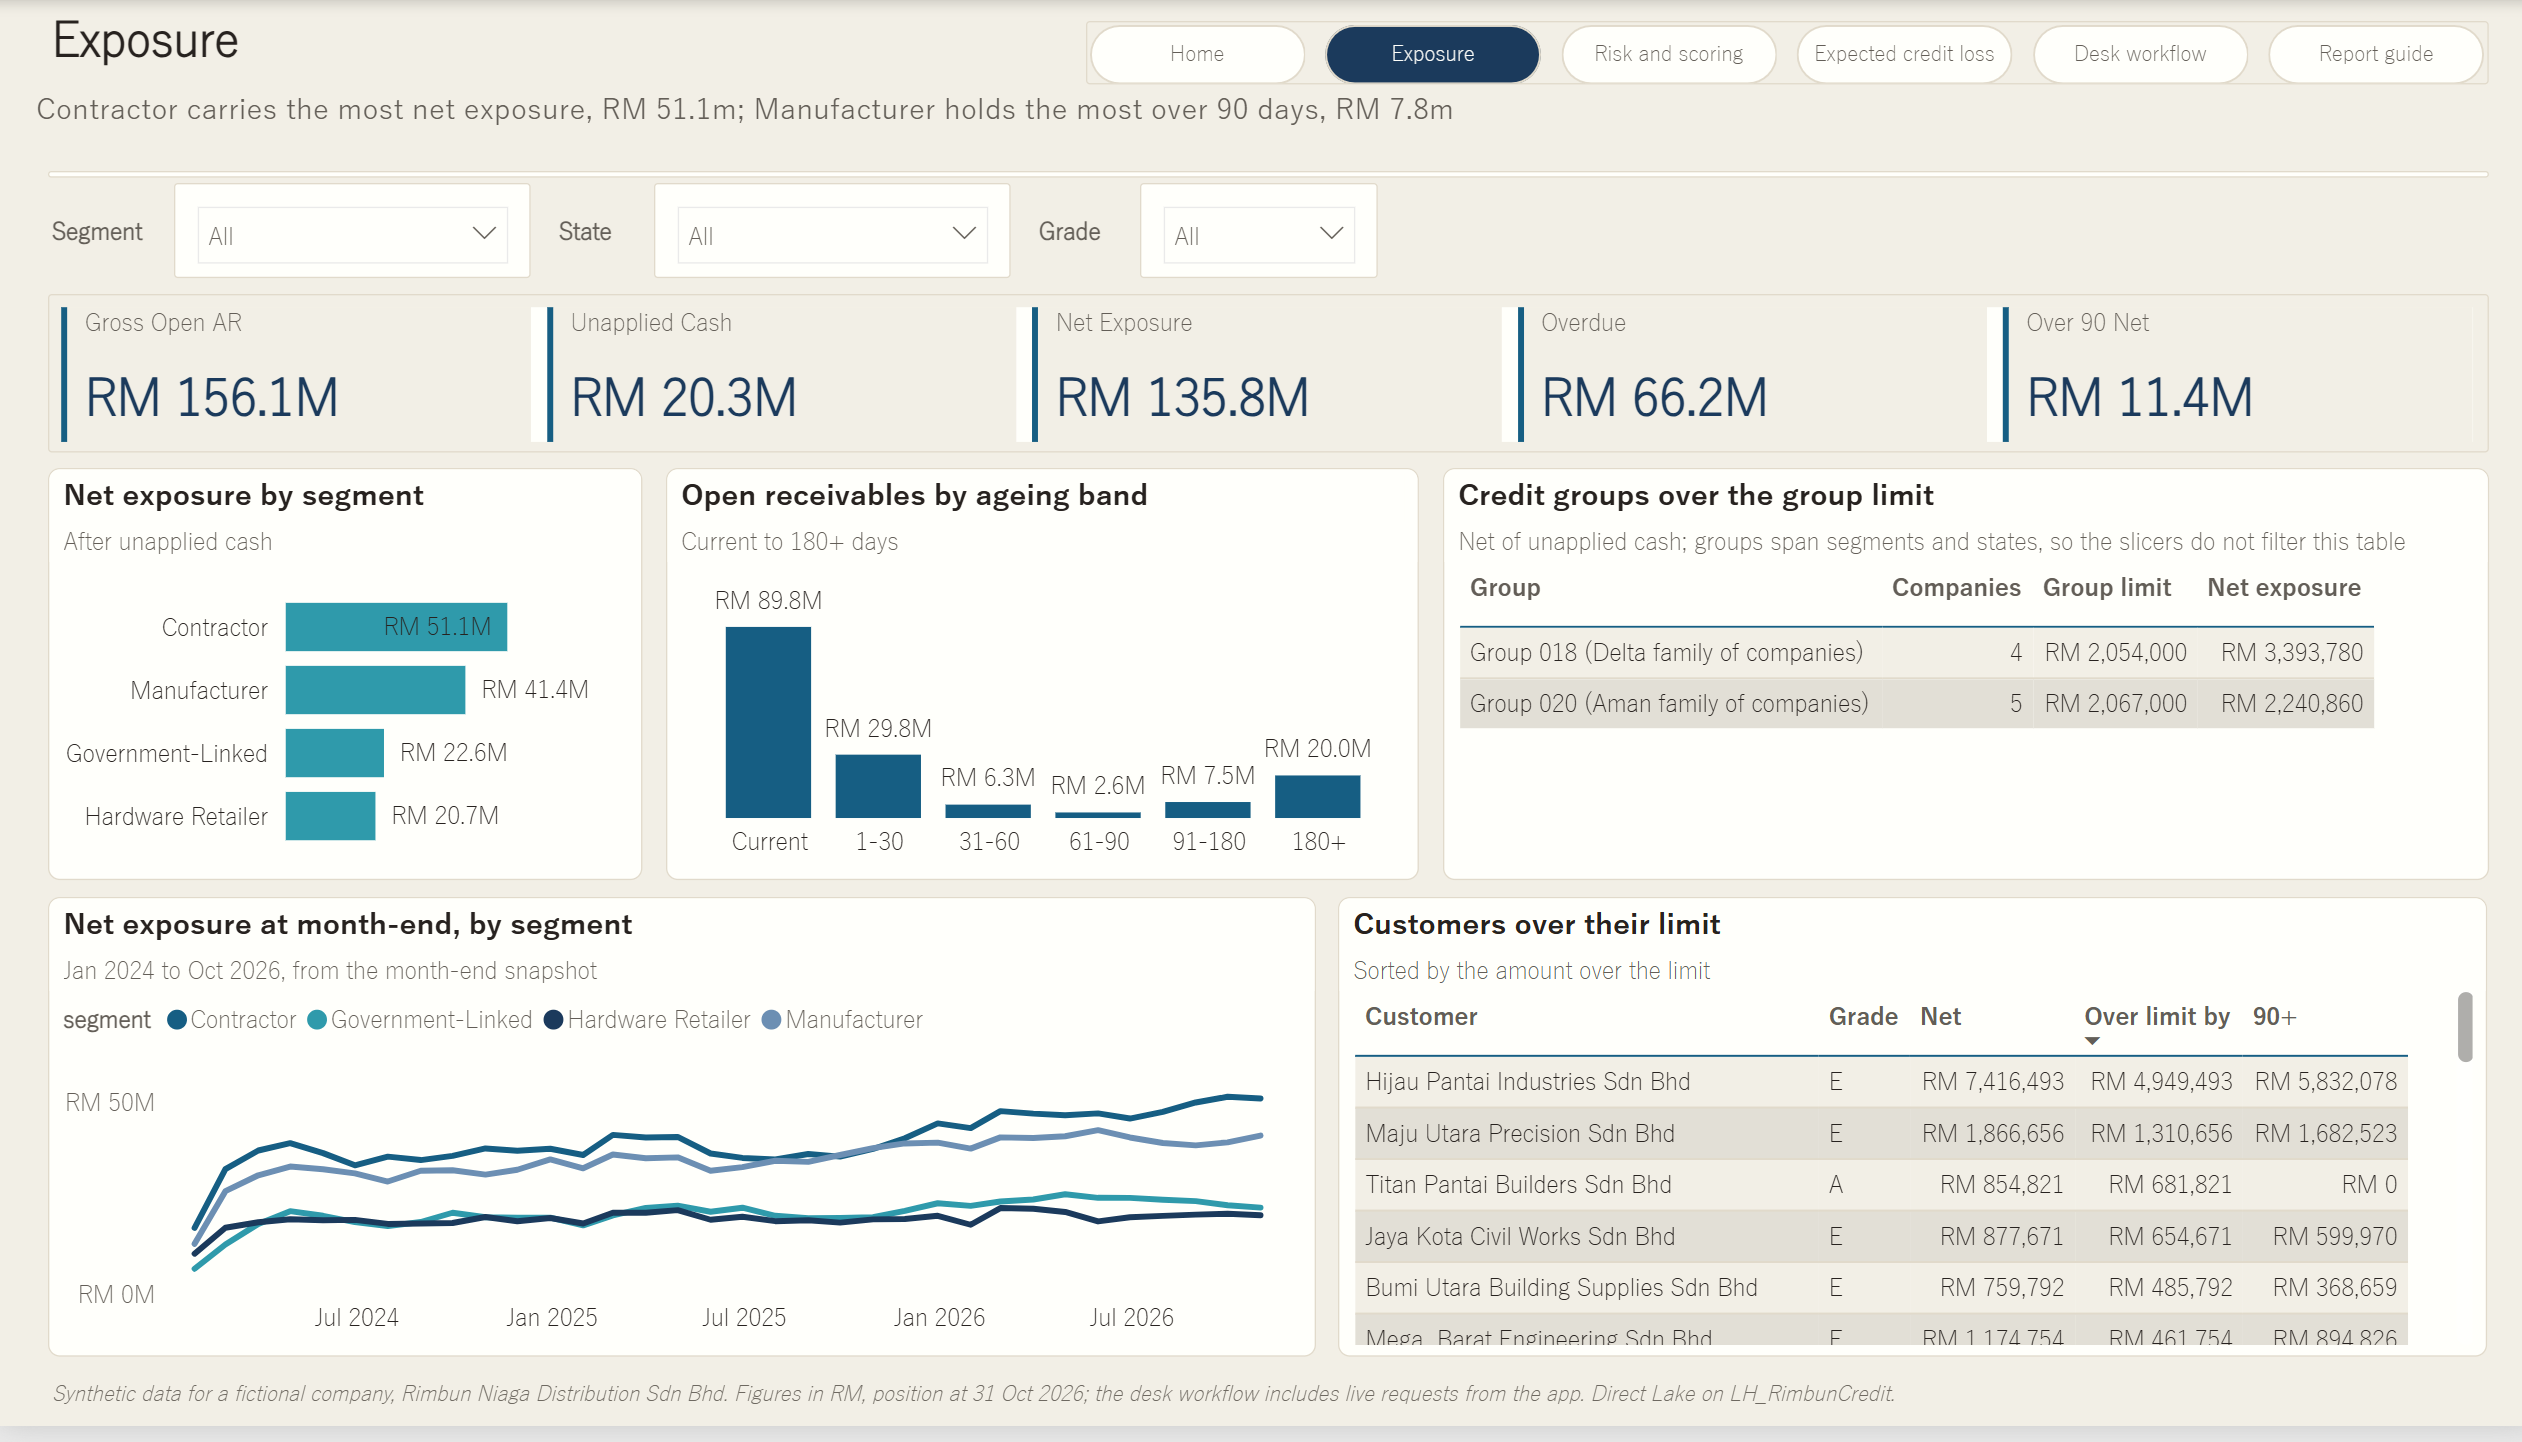 Exposure
Home
Exposure
Risk and scoring
Expected credit loss
Desk workflow
Report guide
Contractor carries the most net exposure, RM 51.1m; Manufacturer holds the most over 90 days, RM 7.8m
Segment
All
State
All
Grade
All
Gross Open AR
RM 156.1M
Unapplied Cash
RM 20.3M
Net Exposure
RM 135.8M
Overdue
RM 66.2M
Over 90 Net
RM 11.4M
Net exposure by segment
After unapplied cash
Contractor RM 51.1M
Manufacturer RM 41.4M
Government-Linked RM 22.6M
Hardware Retailer RM 20.7M
Open receivables by ageing band
Current to 180+ days
RM 89.8M RM 29.8M RM 6.3M RM 2.6M RM 7.5M RM 20.0M
Current 1-30 31-60 61-90 91-180 180+
Credit groups over the group limit
Net of unapplied cash; groups span segments and states, so the slicers do not filter this table
Group Companies Group limit Net exposure
Group 018 (Delta family of companies) 4 RM 2,054,000 RM 3,393,780
Group 020 (Aman family of companies) 5 RM 2,067,000 RM 2,240,860
Net exposure at month-end, by segment
Jan 2024 to Oct 2026, from the month-end snapshot
segment Contractor Government-Linked Hardware Retailer Manufacturer
RM 50M
RM 0M
Jul 2024 Jan 2025 Jul 2025 Jan 2026 Jul 2026
Customers over their limit
Sorted by the amount over the limit
Customer Grade Net Over limit by 90+
Hijau Pantai Industries Sdn Bhd E RM 7,416,493 RM 4,949,493 RM 5,832,078
Maju Utara Precision Sdn Bhd E RM 1,866,656 RM 1,310,656 RM 1,682,523
Titan Pantai Builders Sdn Bhd A RM 854,821 RM 681,821 RM 0
Jaya Kota Civil Works Sdn Bhd E RM 877,671 RM 654,671 RM 599,970
Bumi Utara Building Supplies Sdn Bhd E RM 759,792 RM 485,792 RM 368,659
Mega Barat Engineering Sdn Bhd RM 1,174,754 RM 461,754 RM 894,826
Synthetic data for a fictional company, Rimbun Niaga Distribution Sdn Bhd. Figures in RM, position at 31 Oct 2026; the desk workflow includes live requests from the app. Direct Lake on LH_RimbunCredit.